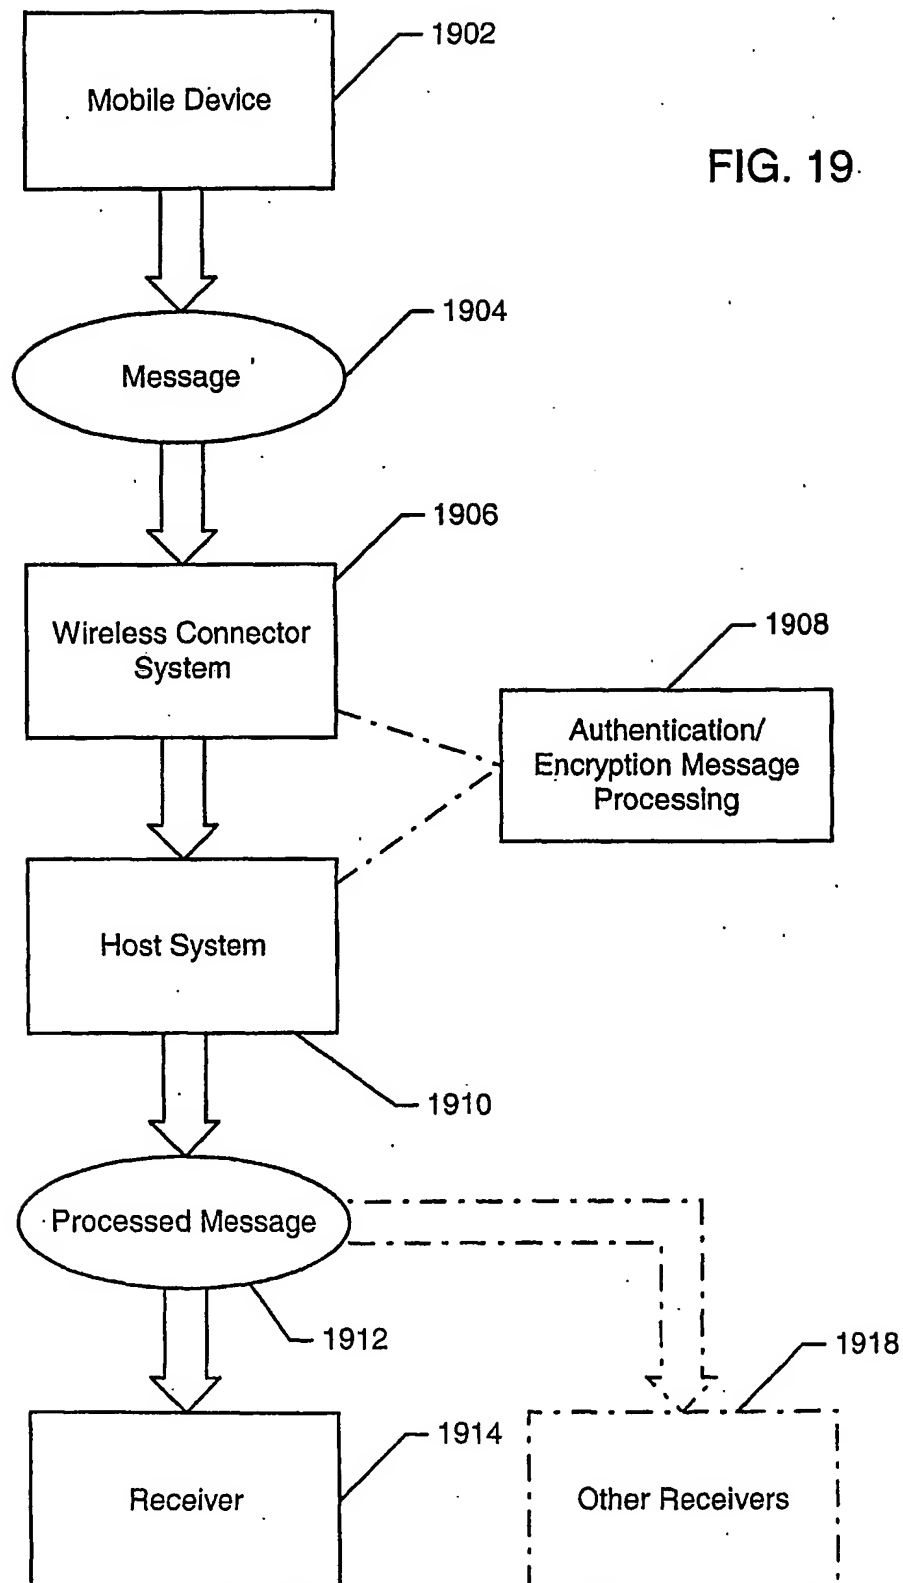 1902
Mobile Device
FIG. 19
1904
Message
1906
Wireless Connector
System
1908
Authentication/
Encryption Message
Processing
Host System
1910
Processed Message
1912
1918
1914
Receiver
Other Receivers